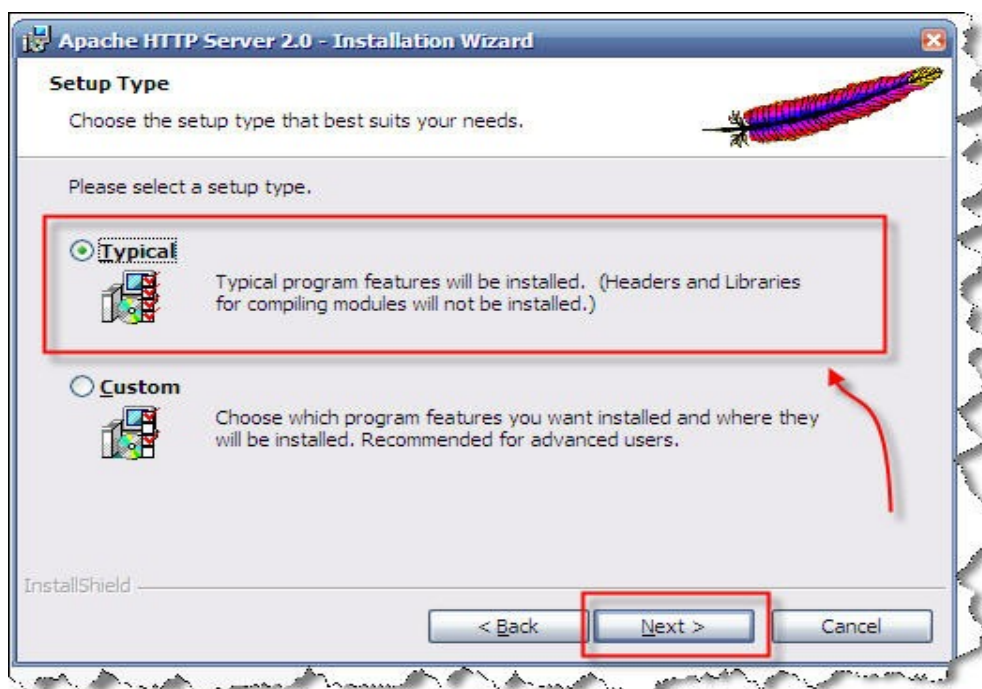 Apache HTTP Server 2.0 - Installation Wizard
Setup Type
Choose the setup type that best suits your needs.
Please select a setup type.
Typical
Typical program features will be installed. (Headers and Libraries
for compiling modules will not be installed.)
Custom
Choose which program features you want installed and where they
will be installed. Recommended for advanced users.
InstallShield
< Back Next > Cancel